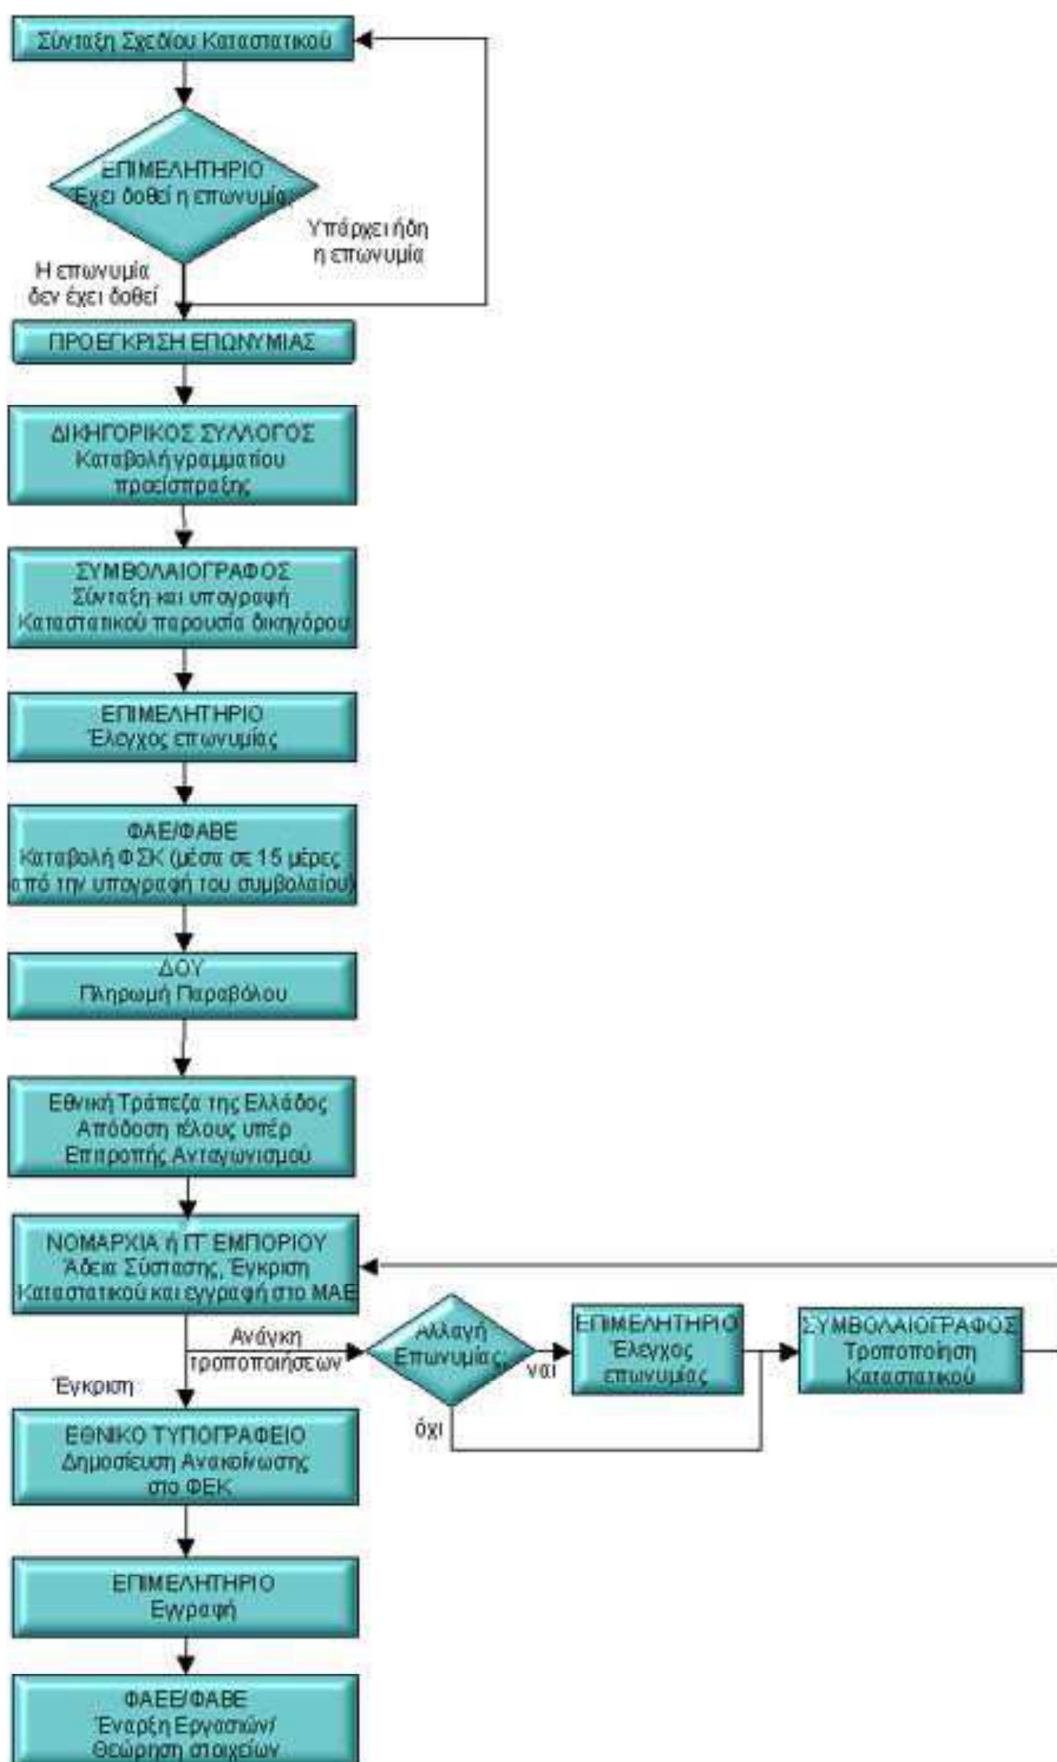 Σύνταξη Σχεδίου Καταστατικού
ΕΠΙΜΕΛΗΤΗΡΙΟ
Έχει δοθεί η επωνυμία;
Υπάρχει ήδη
η επωνυμία
Η επωνυμία
δεν έχει δοθεί
ΠΡΟΕΓΚΡΙΣΗ ΕΠΩΝΥΜΙΑΣ
ΔΙΚΗΓΟΡΙΚΟΣ ΣΥΛΛΟΓΟΣ
Καταβολή γραμματίου
προείσπραξης
ΣΥΜΒΟΛΑΙΟΓΡΑΦΟΣ
Σύνταξη και υπογραφή
Καταστατικού παρουσία δικηγόρου
ΕΠΙΜΕΛΗΤΗΡΙΟ
Έλεγχος επωνυμίας
ΦΑΕ/ΦΑΒΕ
Καταβολή ΦΣΚ (μέσα σε 15 μέρες
από την υπογραφή του συμβολαίου)
ΔΟΥ
Πληρωμή Παραβόλου
Εθνική Τράπεζα της Ελλάδος
Απόδοση τέλους υπέρ
Επιτροπής Ανταγωνισμού
ΝΟΜΑΡΧΙΑ ή ΓΓ ΕΜΠΟΡΙΟΥ
Άδεια Σύστασης, Έγκριση
Καταστατικού και εγγραφή στο ΜΑΕ
Ανάγκη
τροποποιήσεων
Αλλαγή
Επωνυμίας;
ναι
ΕΠΙΜΕΛΗΤΗΡΙΟ
Έλεγχος
επωνυμίας
ΣΥΜΒΟΛΑΙΟΓΡΑΦΟΣ
Τροποποίηση
Καταστατικού
όχι
Έγκριση
ΕΘΝΙΚΟ ΤΥΠΟΓΡΑΦΕΙΟ
Δημοσίευση Ανακοίνωσης
στο ΦΕΚ
ΕΠΙΜΕΛΗΤΗΡΙΟ
Εγγραφή
ΦΑΕΕ/ΦΑΒΕ
Έναρξη Εργασιών/
Θεώρηση στοιχείων